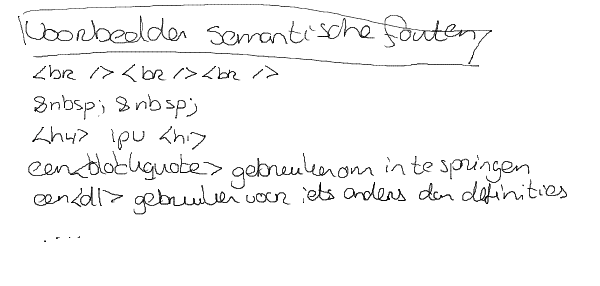 Voorbeelden semantische fouten
<br /><br /><br />
&nbsp; &nbsp;
<h4> ipv <h1>
een <blockquote> gebruiken om in te springen
een <dl> gebruiken voor iets anders dan definities
....